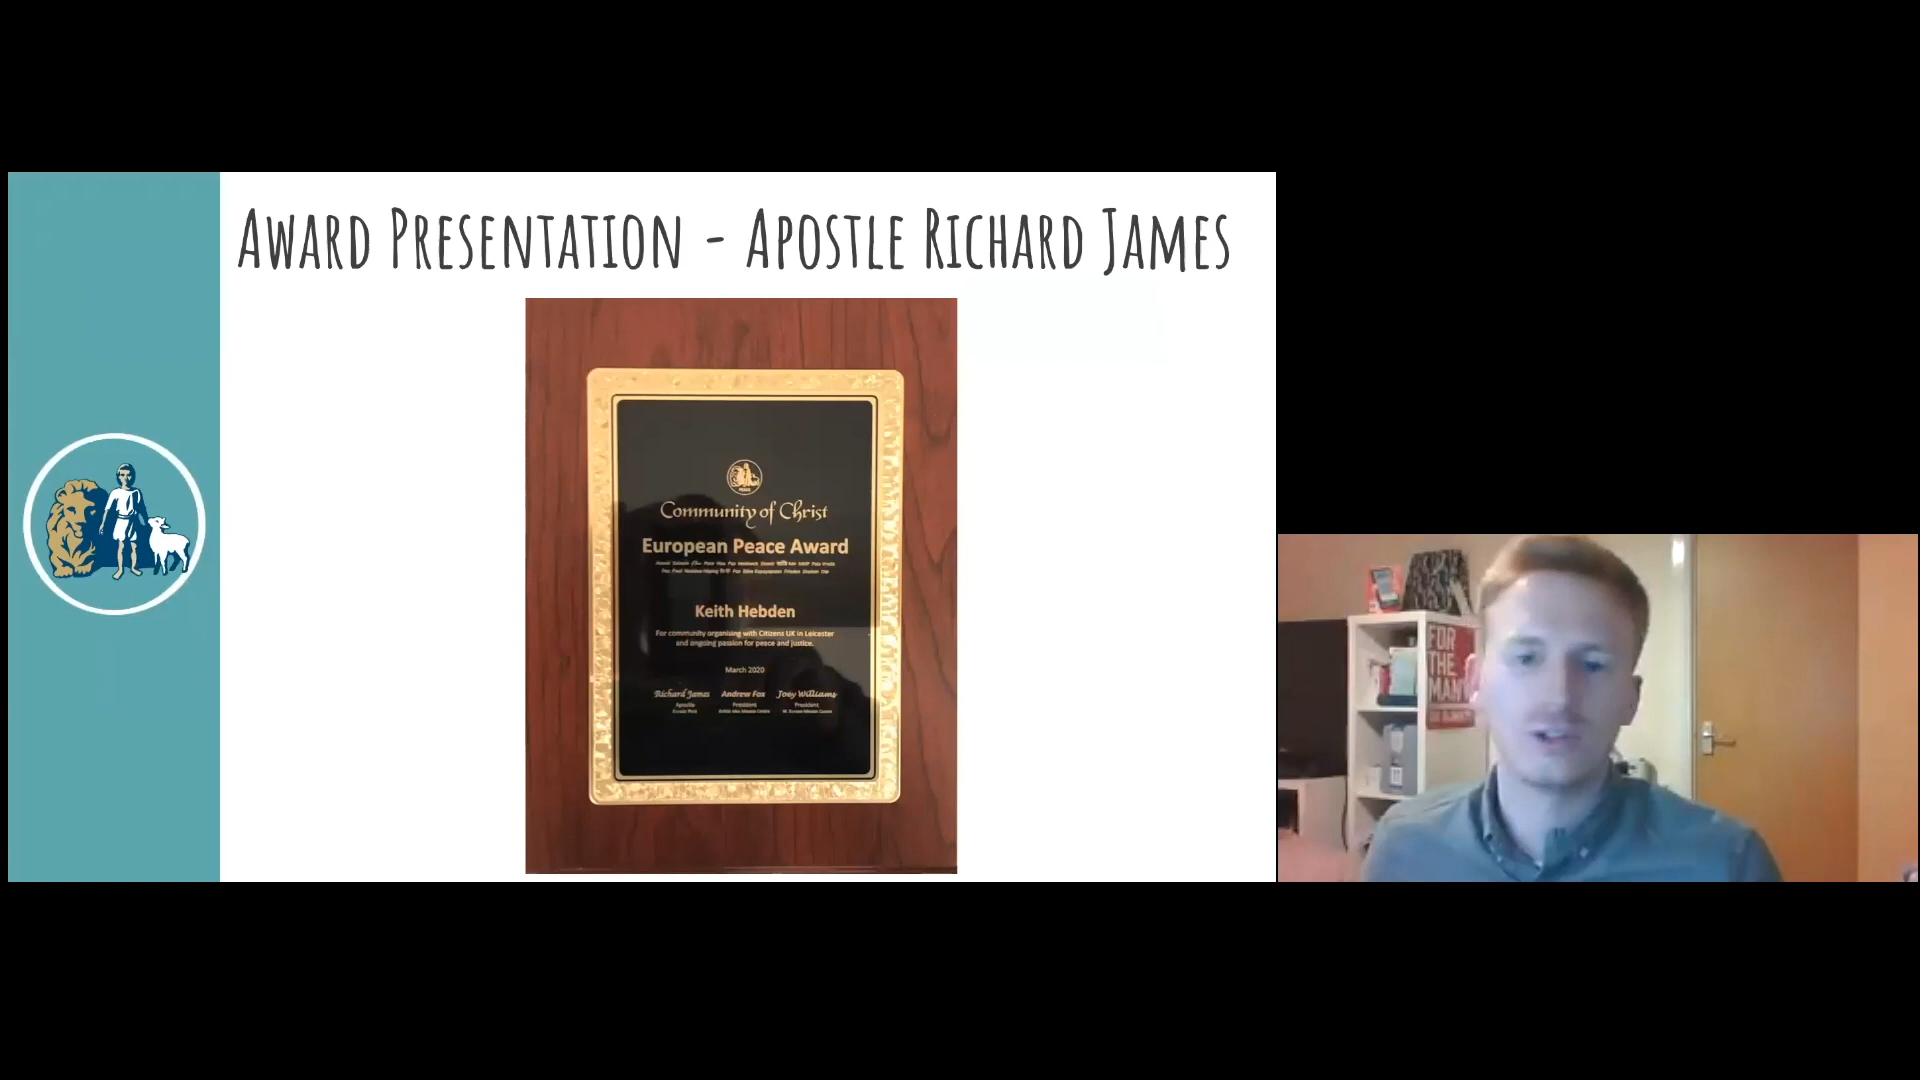 AWARD PRESENTATION - APOSTLE RICHARD JAMES
Community of Christ
European Peace Award
Keith Hebden
For community organising with Citizens UK in Leicester
and ongoing passion for peace and justice.
March 2020
Richard James Andrew Fox Joey Williams
Apostle President President
FOR
THE
MANY